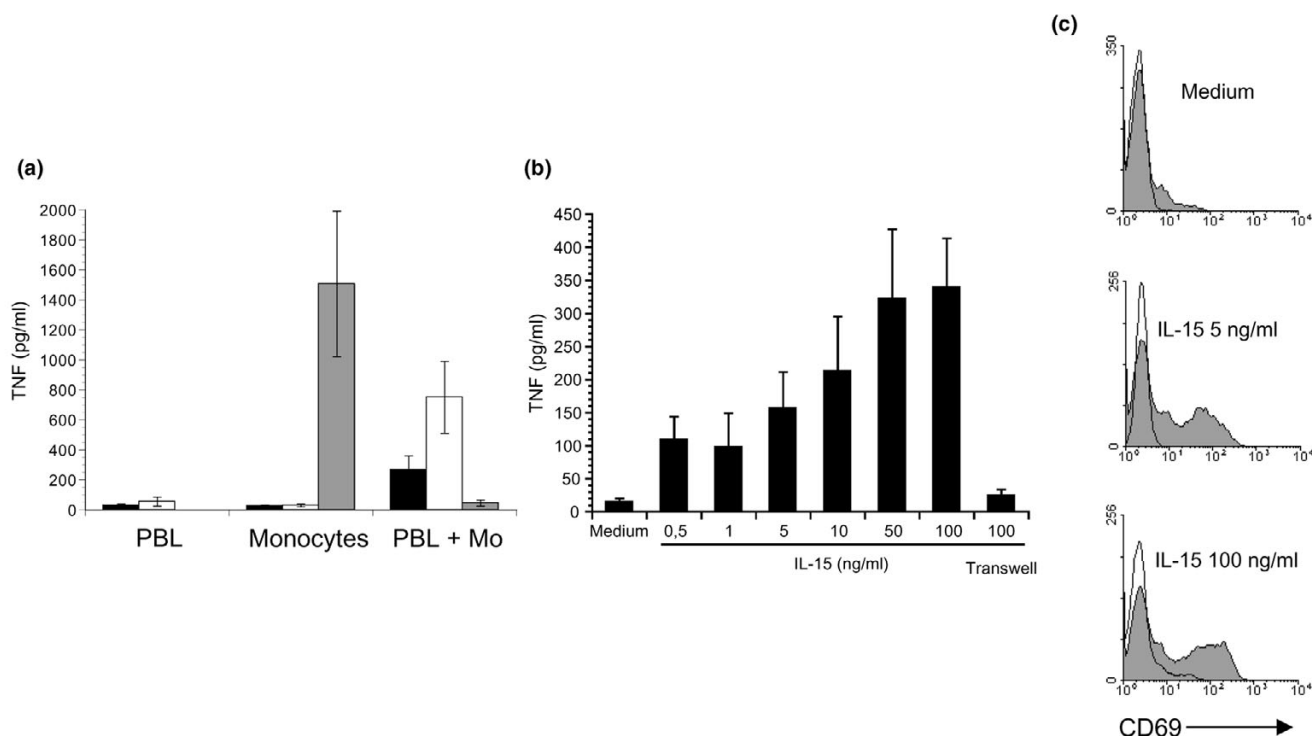 (a)
TNF (pg/ml)
2000
1800
1600
1400
1200
1000
800
600
400
200
0
PBL Monocytes PBL + Mo
(b)
TNF (pg/ml)
450
400
350
300
250
200
150
100
50
0
Medium 0,5 1 5 10 50 100 100
IL-15 (ng/ml) Transwell
(c)
350
Medium
0
10⁰ 10¹ 10² 10³ 10⁴
256
IL-15 5 ng/ml
0
10⁰ 10¹ 10² 10³ 10⁴
256
IL-15 100 ng/ml
0
10⁰ 10¹ 10² 10³ 10⁴
CD69